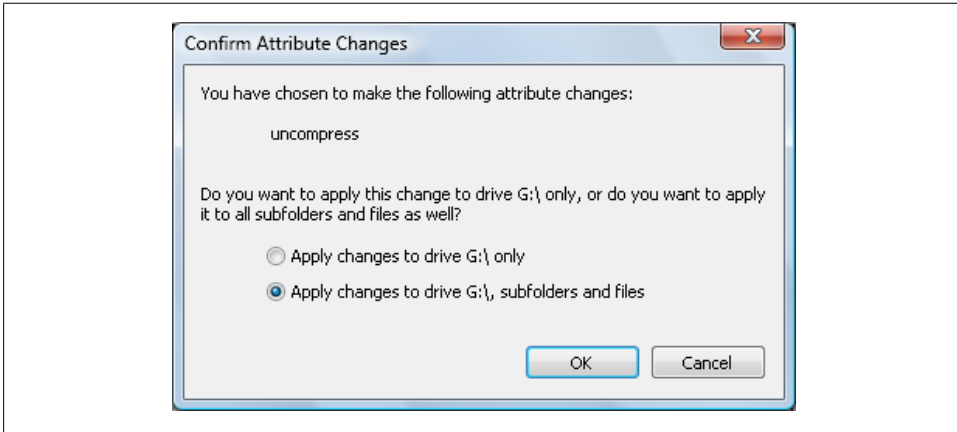 Confirm Attribute Changes
You have chosen to make the following attribute changes:
uncompress
Do you want to apply this change to drive G:\ only, or do you want to apply
it to all subfolders and files as well?
Apply changes to drive G:\ only
Apply changes to drive G:\, subfolders and files
OK
Cancel